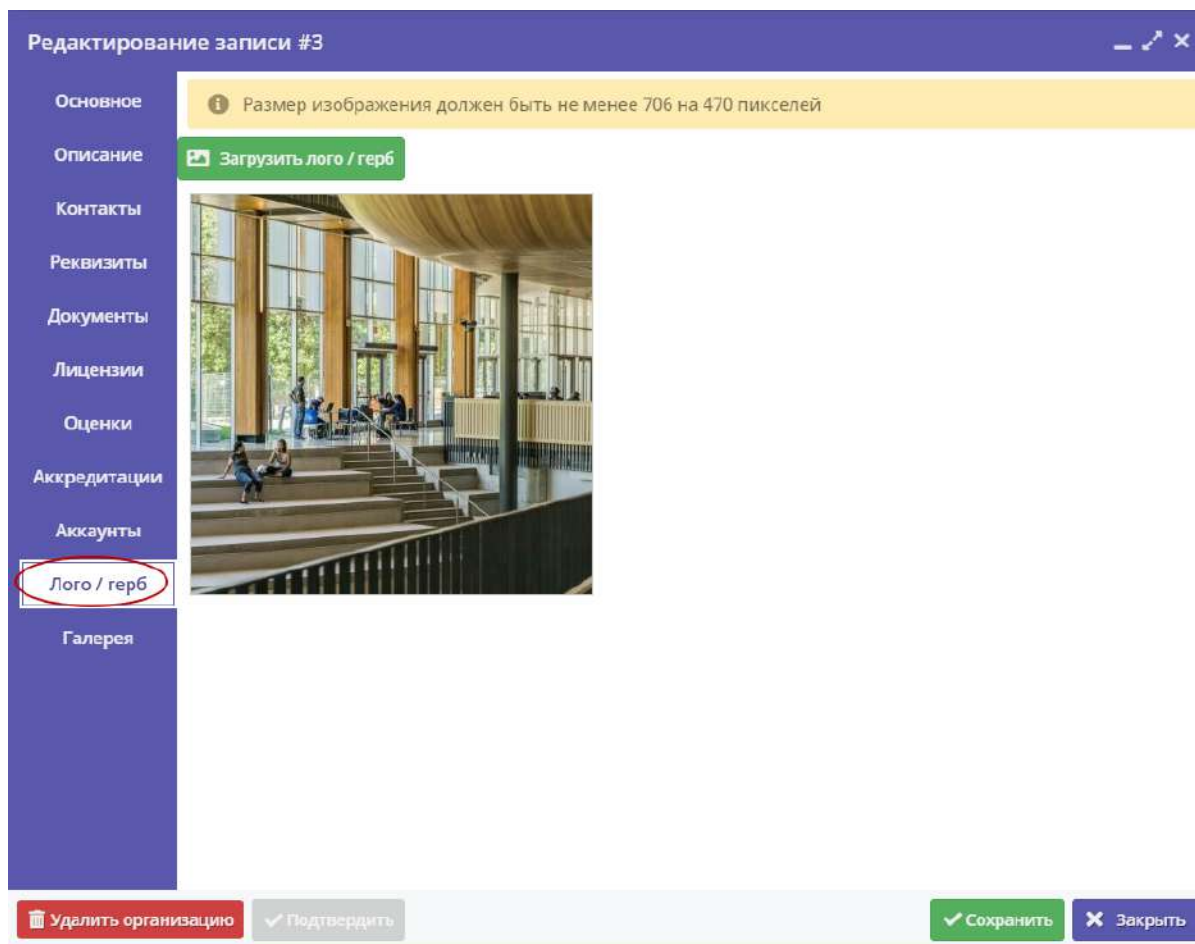 Редактирование записи #3
Основное
Описание
Контакты
Реквизиты
Документы
Лицензии
Оценки
Аккредитации
Аккаунты
Лого / герб
Галерея
Размер изображения должен быть не менее 706 на 470 пикселей
Загрузить лого / герб
Удалить организацию
Подтвердить
Сохранить
Закрыть